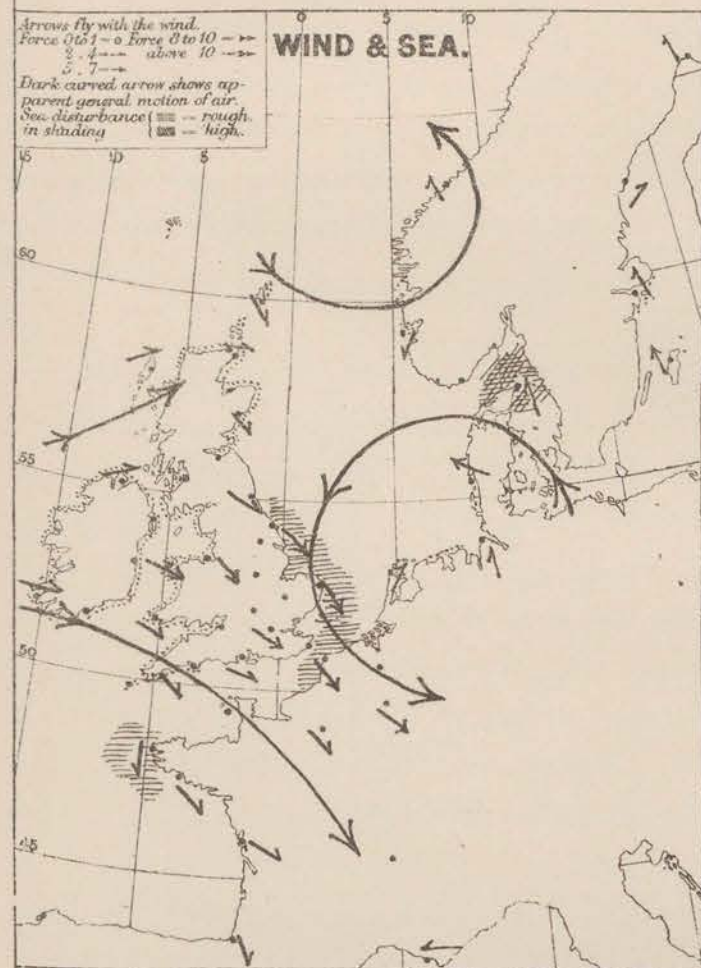 Arrows fly with the wind.
Force 0 to 1 – o Force 8 to 10
2 . 4 above 10
5 . 7
WIND & SEA.
Dark curved arrow shows ap-
parent general motion of air.
Sea disturbance { – rough.
in shading { – high.
15 10 5 0 5 10
60
55
50
45